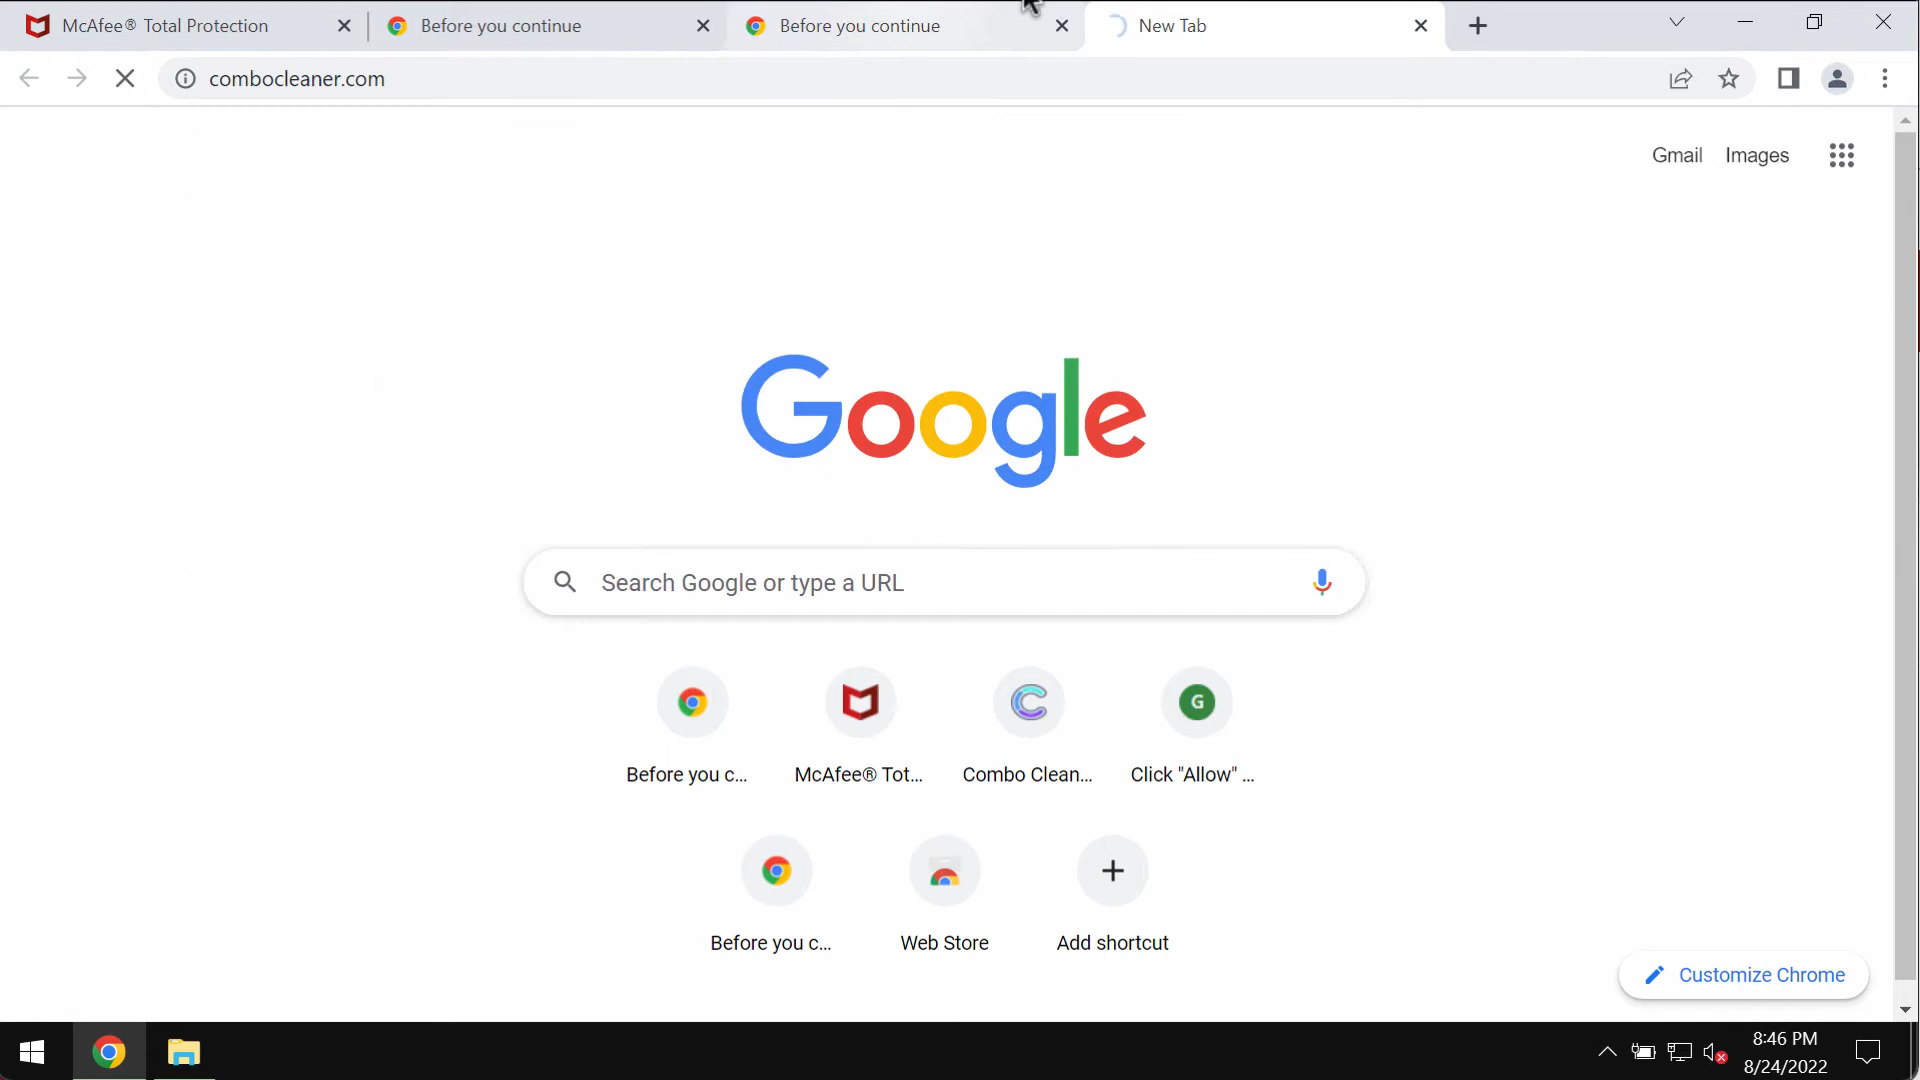 McAfee® Total Protection
Before you continue
Before you continue
New Tab
combocleaner.com
Gmail Images
Google
Search Google or type a URL
Before you c...
McAfee® Tot...
Combo Clean...
G
Click "Allow" ...
Before you c...
Web Store
Add shortcut
Customize Chrome
8:46 PM
8/24/2022